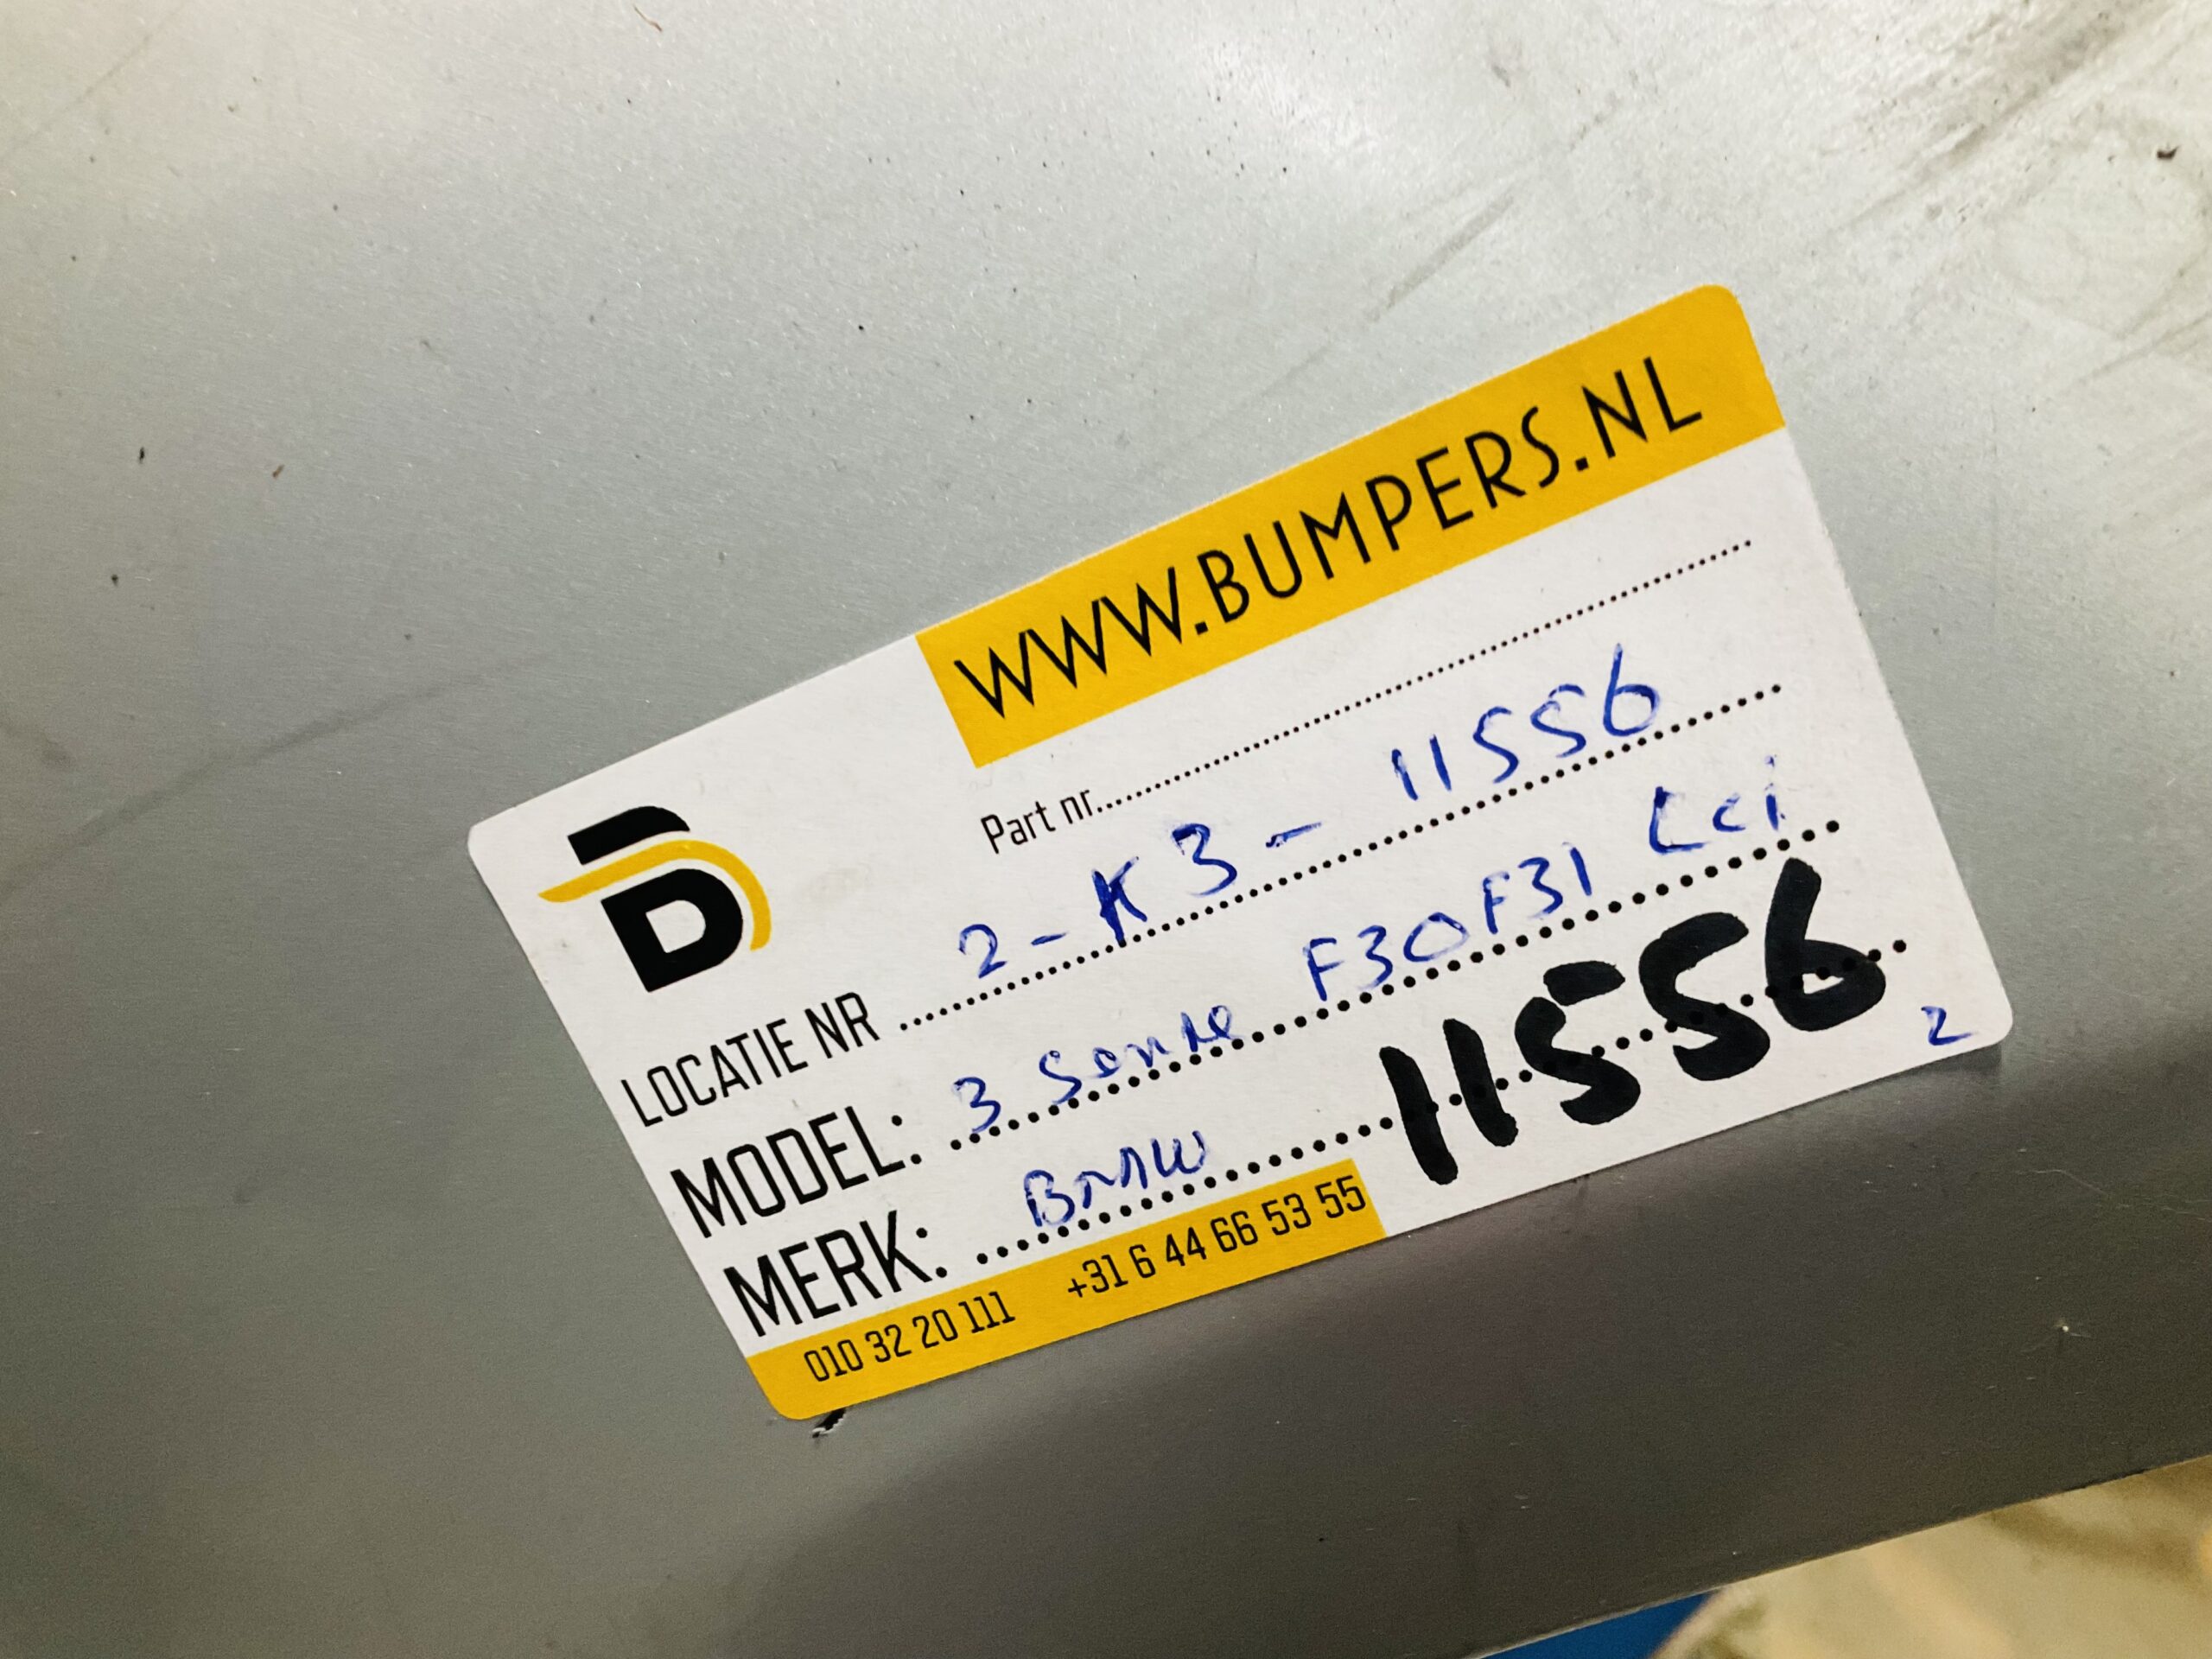 WWW.BUMPERS.NL
Part nr.
LOCATIE NR 2-K3-11556
MODEL: 3 Serie F30F31 Lci
MERK: BMW 11556
2
010 32 20 111 +31 6 44 66 53 55